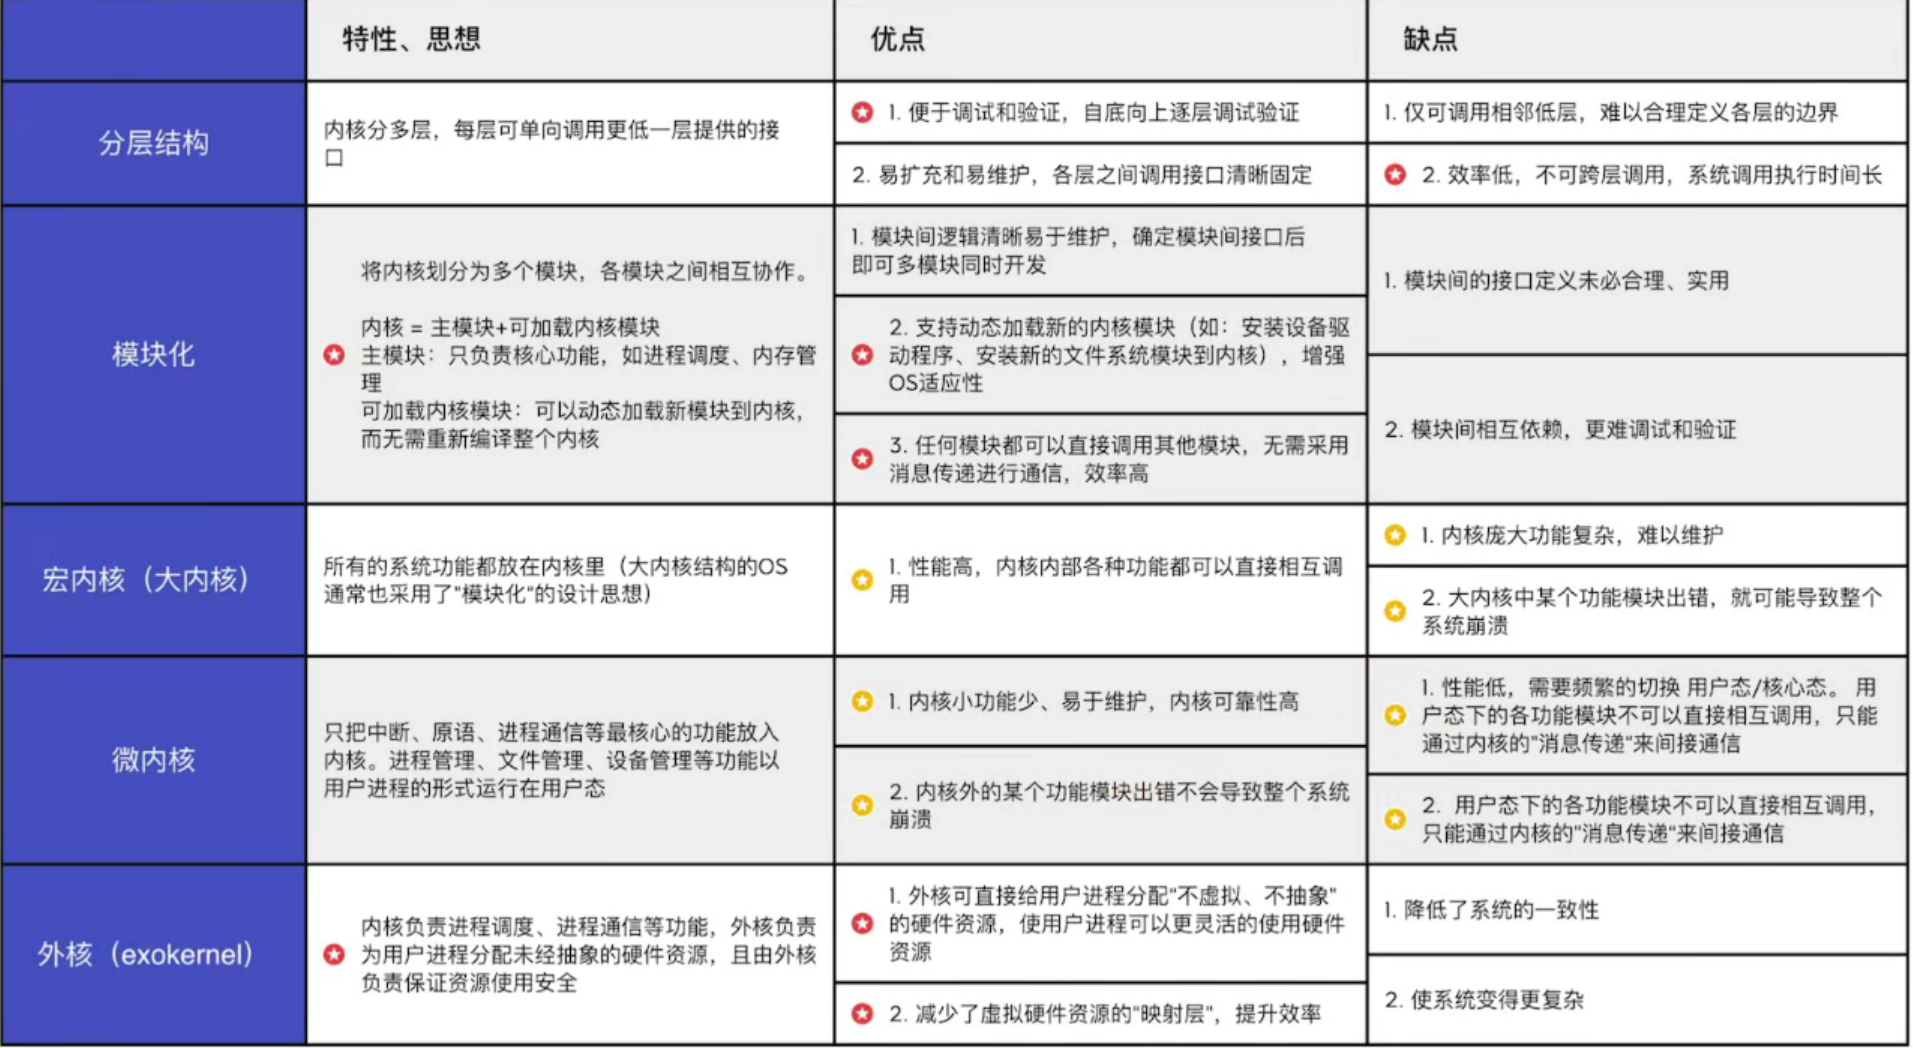 特性、思想
优点
缺点
分层结构
内核分多层，每层可单向调用更低一层提供的接
口
1. 便于调试和验证，自底向上逐层调试验证
2. 易扩充和易维护，各层之间调用接口清晰固定
1. 仅可调用相邻低层，难以合理定义各层的边界
2. 效率低，不可跨层调用，系统调用执行时间长
模块化
将内核划分为多个模块，各模块之间相互协作。
内核 = 主模块+可加载内核模块
主模块：只负责核心功能，如进程调度、内存管
理
可加载内核模块：可以动态加载新模块到内核，
而无需重新编译整个内核
1. 模块间逻辑清晰易于维护，确定模块间接口后
即可多模块同时开发
2. 支持动态加载新的内核模块（如：安装设备驱
动程序、安装新的文件系统模块到内核），增强
OS适应性
3. 任何模块都可以直接调用其他模块，无需采用
消息传递进行通信，效率高
1. 模块间的接口定义未必合理、实用
2. 模块间相互依赖，更难调试和验证
宏内核（大内核）
所有的系统功能都放在内核里（大内核结构的OS
通常也采用了"模块化"的设计思想）
1. 性能高，内核内部各种功能都可以直接相互调
用
1. 内核庞大功能复杂，难以维护
2. 大内核中某个功能模块出错，就可能导致整个
系统崩溃
微内核
只把中断、原语、进程通信等最核心的功能放入
内核。进程管理、文件管理、设备管理等功能以
用户进程的形式运行在用户态
1. 内核小功能少、易于维护，内核可靠性高
2. 内核外的某个功能模块出错不会导致整个系统
崩溃
1. 性能低，需要频繁的切换 用户态/核心态。 用
户态下的各功能模块不可以直接相互调用，只能
通过内核的"消息传递"来间接通信
2. 用户态下的各功能模块不可以直接相互调用，
只能通过内核的"消息传递"来间接通信
外核（exokernel）
内核负责进程调度、进程通信等功能，外核负责
为用户进程分配未经抽象的硬件资源，且由外核
负责保证资源使用安全
1. 外核可直接给用户进程分配"不虚拟、不抽象"
的硬件资源，使用户进程可以更灵活的使用硬件
资源
2. 减少了虚拟硬件资源的"映射层"，提升效率
1. 降低了系统的一致性
2. 使系统变得更复杂